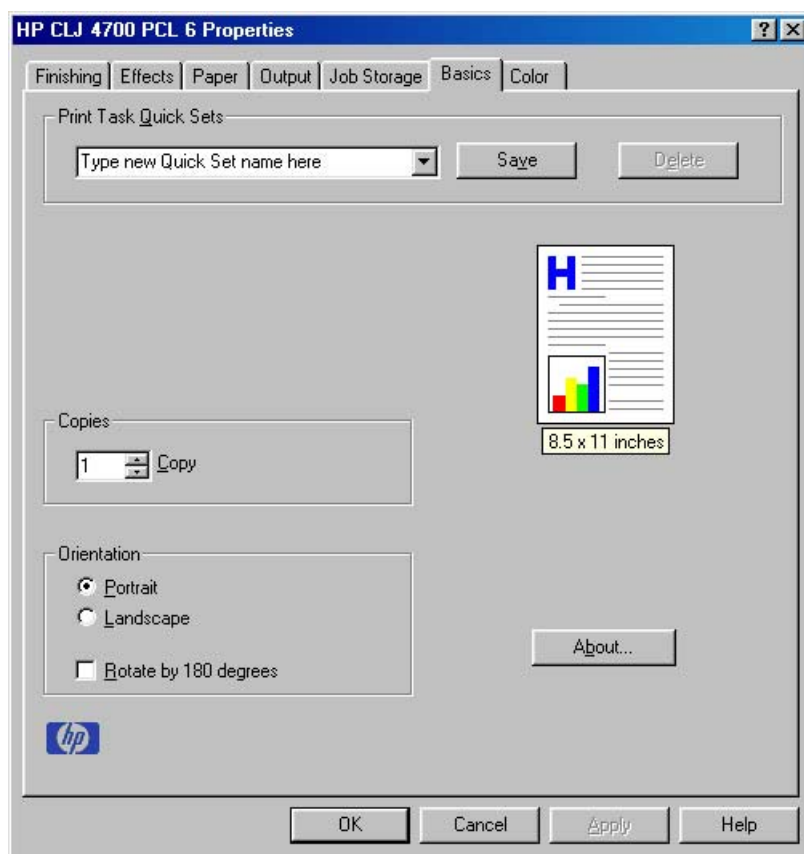 HP CLJ 4700 PCL 6 Properties
Finishing Effects Paper Output Job Storage Basics Color
Print Task Quick Sets
Type new Quick Set name here Save Delete
H
8.5 x 11 inches
Copies
1 Copy
Orientation
Portrait
Landscape
Rotate by 180 degrees
About...
hp
OK Cancel Apply Help